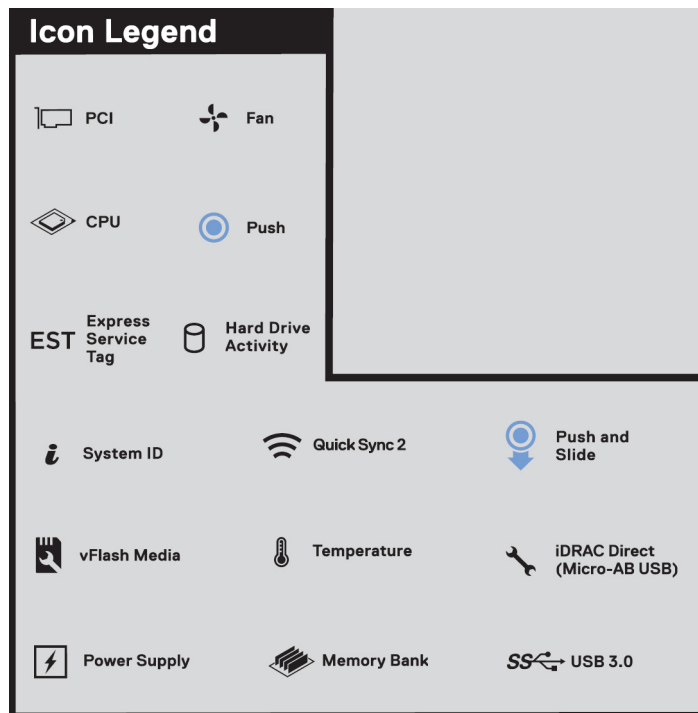 Icon Legend
PCI
Fan
CPU
Push
EST
Express
Service
Tag
Hard Drive
Activity
i
System ID
Quick Sync 2
Push and
Slide
vFlash Media
Temperature
iDRAC Direct
(Micro-AB USB)
Power Supply
Memory Bank
SS
USB 3.0